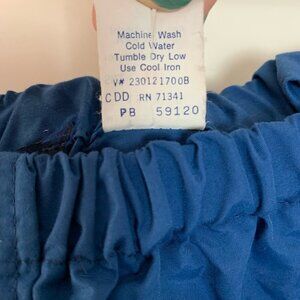 Machine Wash
Cold Water
Tumble Dry Low
Use Cool Iron
V# 230121700B
CDD RN 71341
PB 59120